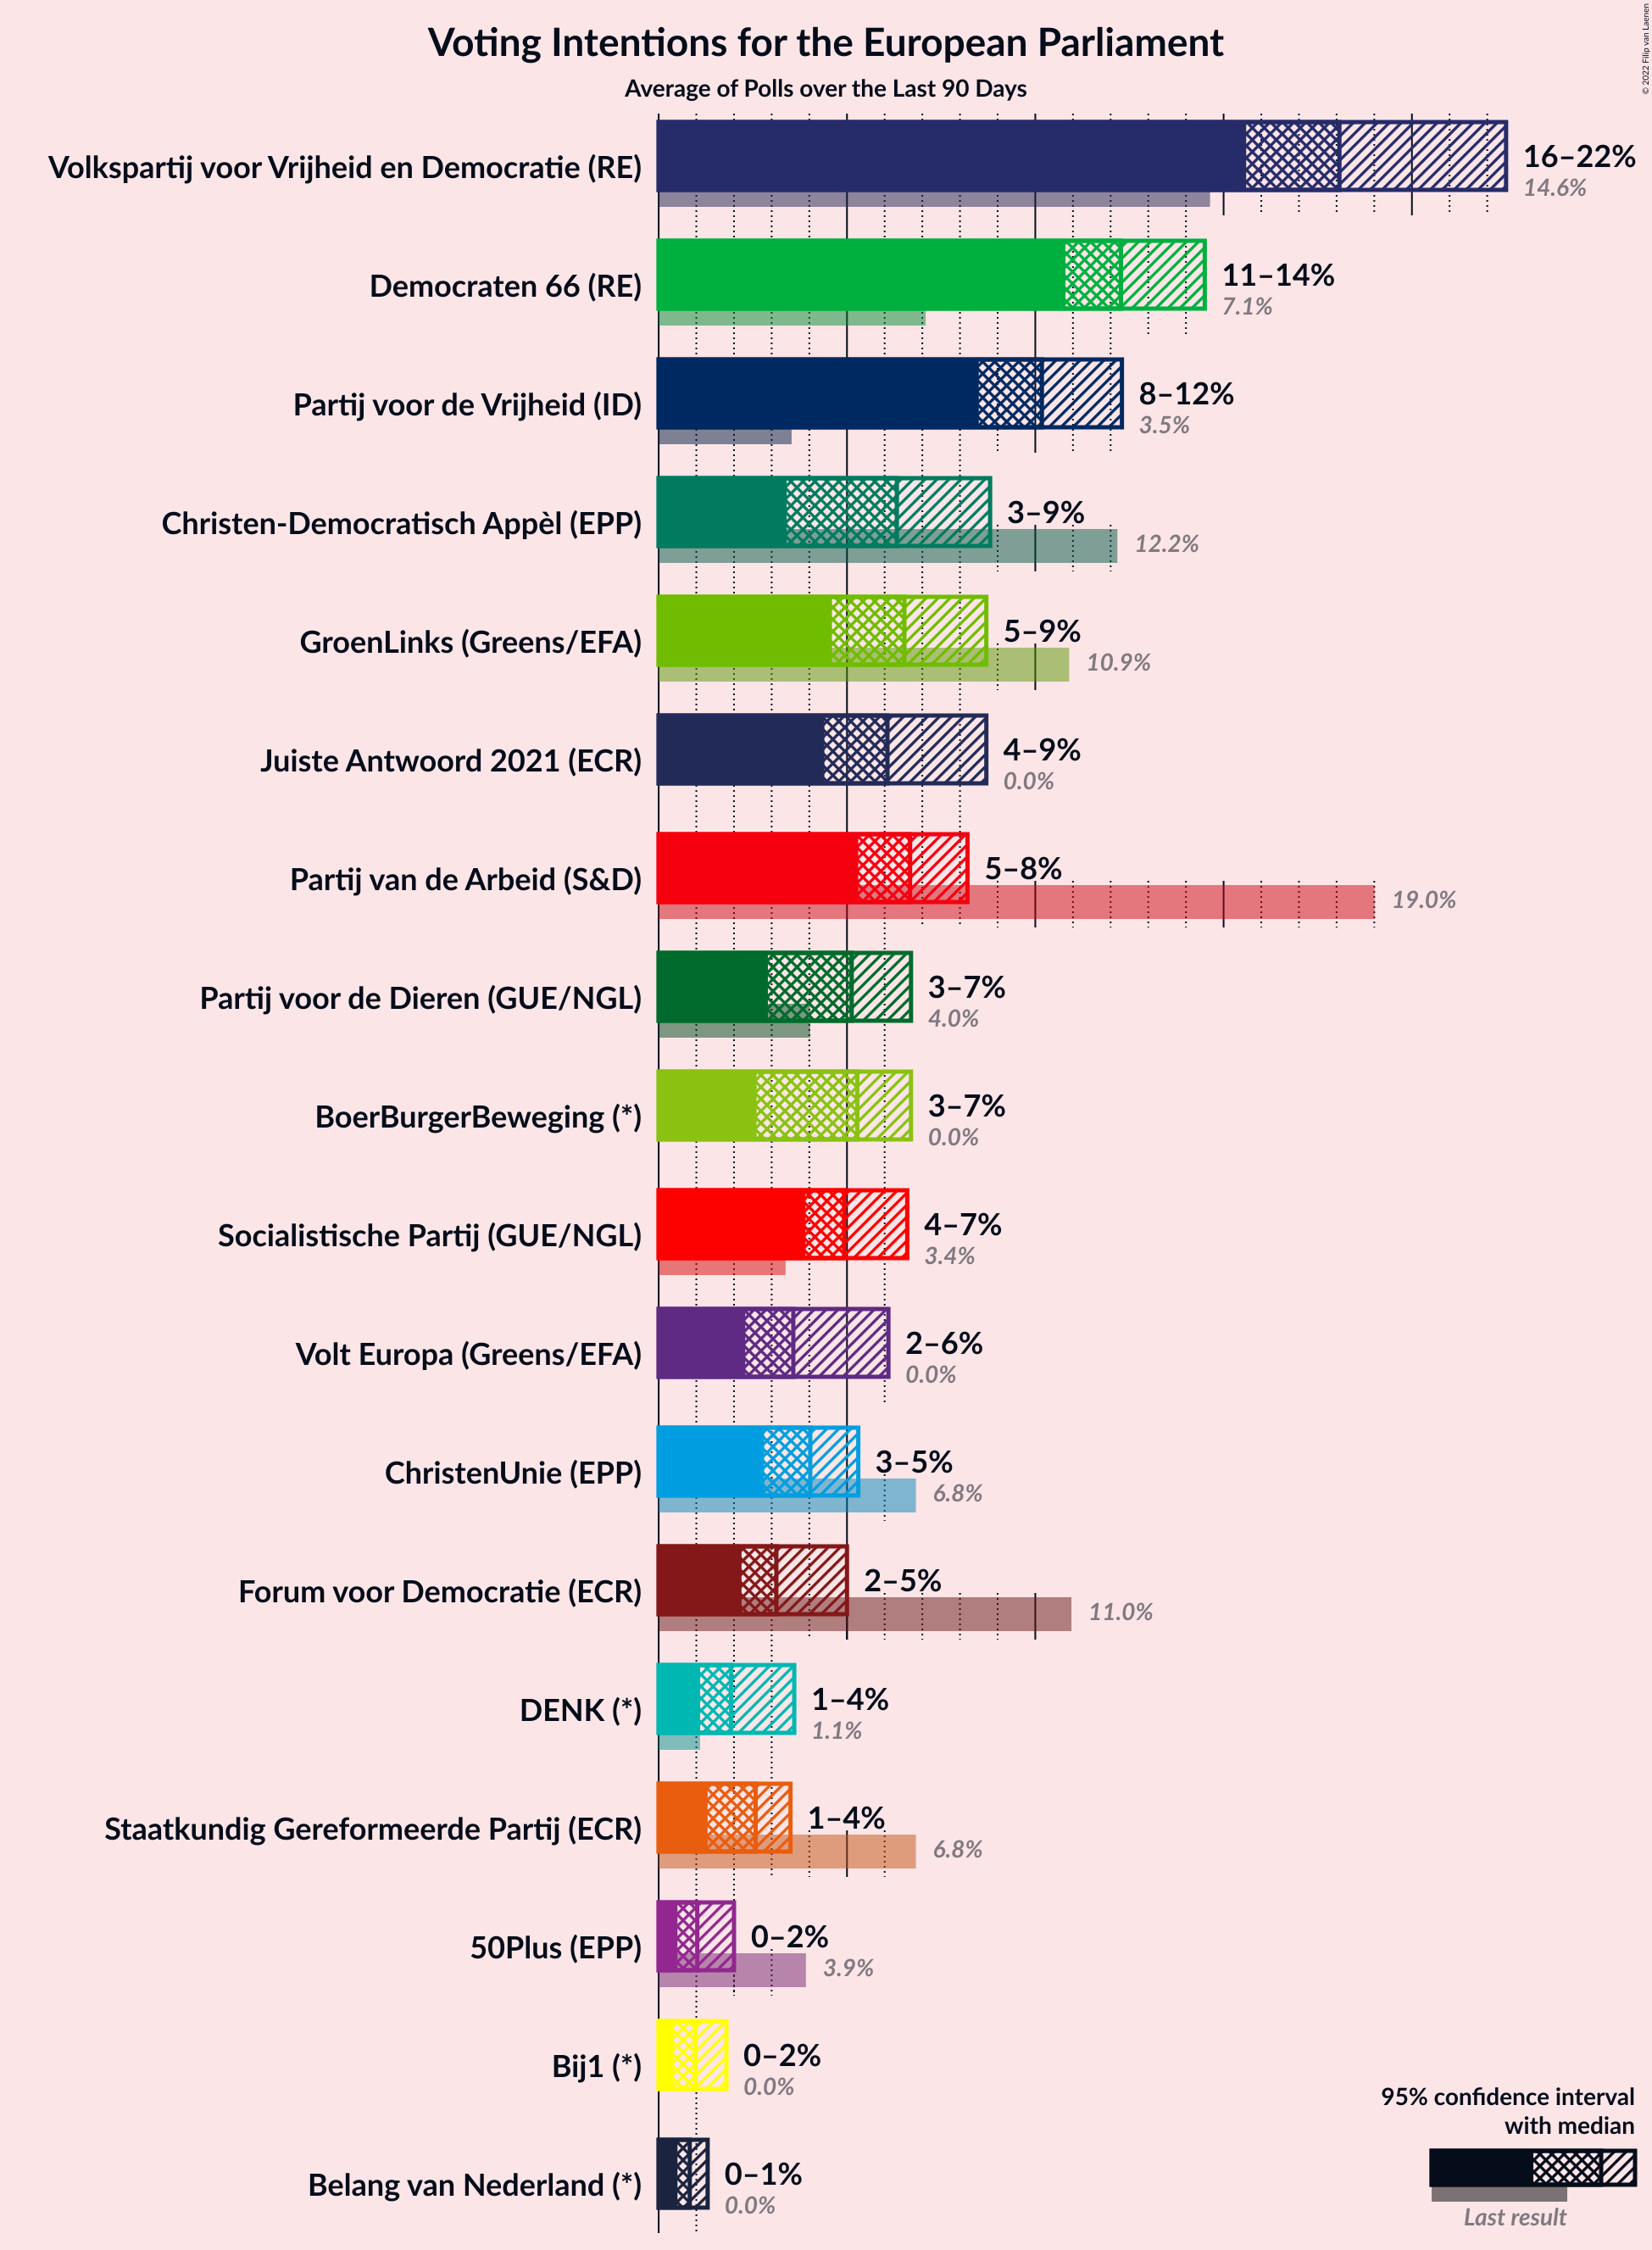 © 2022 Filip van Laenen
Voting Intentions for the European Parliament
Average of Polls over the Last 90 Days
Volkspartij voor Vrijheid en Democratie (RE)
16–22%
14.6%
Democraten 66 (RE)
11–14%
7.1%
Partij voor de Vrijheid (ID)
8–12%
3.5%
Christen-Democratisch Appèl (EPP)
3–9%
12.2%
GroenLinks (Greens/EFA)
5–9%
10.9%
Juiste Antwoord 2021 (ECR)
4–9%
0.0%
Partij van de Arbeid (S&D)
5–8%
19.0%
Partij voor de Dieren (GUE/NGL)
3–7%
4.0%
BoerBurgerBeweging (*)
3–7%
0.0%
Socialistische Partij (GUE/NGL)
4–7%
3.4%
Volt Europa (Greens/EFA)
2–6%
0.0%
ChristenUnie (EPP)
3–5%
6.8%
Forum voor Democratie (ECR)
2–5%
11.0%
DENK (*)
1–4%
1.1%
Staatkundig Gereformeerde Partij (ECR)
1–4%
6.8%
50Plus (EPP)
0–2%
3.9%
Bij1 (*)
0–2%
0.0%
Belang van Nederland (*)
0–1%
0.0%
95% confidence interval
with median
Last result